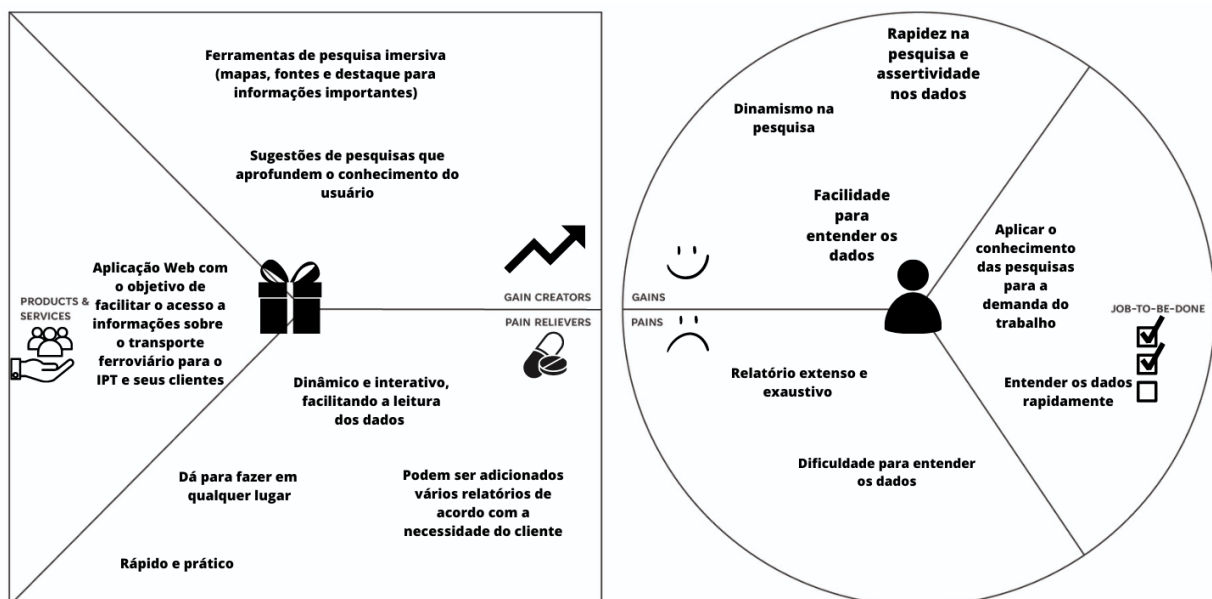 Ferramentas de pesquisa imersiva
(mapas, fontes e destaque para
informações importantes)
Sugestões de pesquisas que
aprofundem o conhecimento do
usuário
GAIN CREATORS
PRODUCTS &
SERVICES
Aplicação Web com
o objetivo de
facilitar o acesso a
informações sobre
o transporte
ferroviário para o
IPT e seus clientes
PAIN RELIEVERS
Dinâmico e interativo,
facilitando a leitura
dos dados
Dá para fazer em
qualquer lugar
Podem ser adicionados
vários relatórios de
acordo com a
necessidade do cliente
Rápido e prático
Rapidez na
pesquisa e
assertividade
nos dados
Dinamismo na
pesquisa
Facilidade
para
entender os
dados
GAINS
PAINS
Relatório extenso e
exaustivo
Dificuldade para entender
os dados
Aplicar o
conhecimento
das pesquisas
para a
demanda do
trabalho
JOB-TO-BE-DONE
Entender os dados
rapidamente